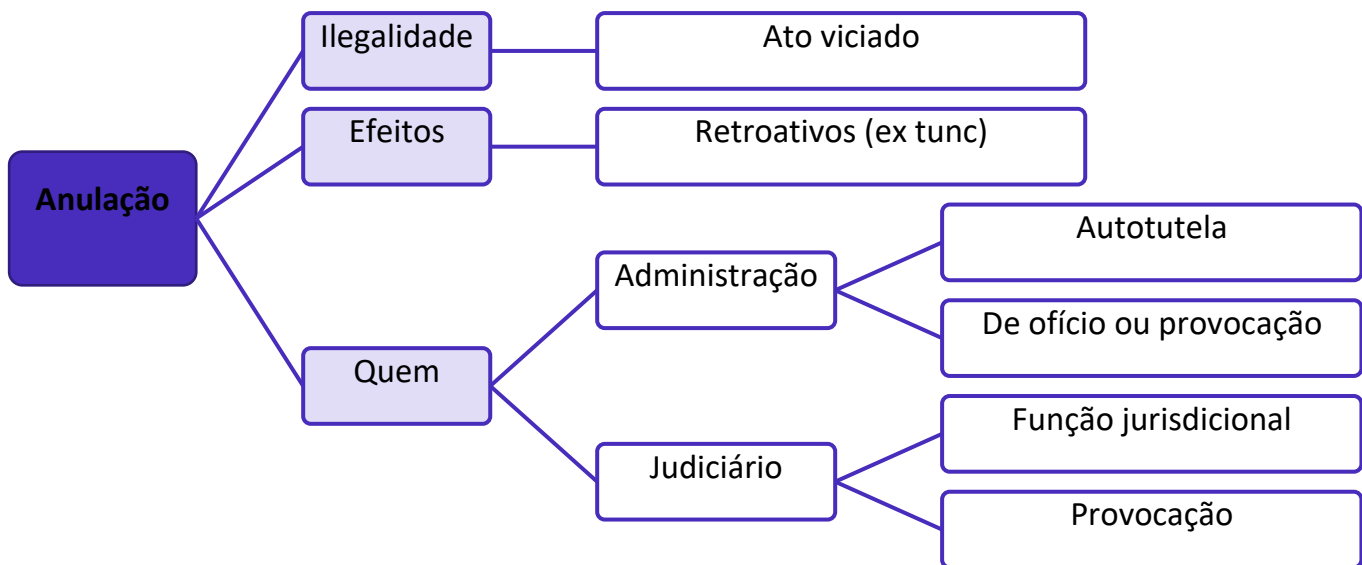 Anulação
Ilegalidade
Ato viciado
Efeitos
Retroativos (ex tunc)
Quem
Administração
Autotutela
De ofício ou provocação
Judiciário
Função jurisdicional
Provocação